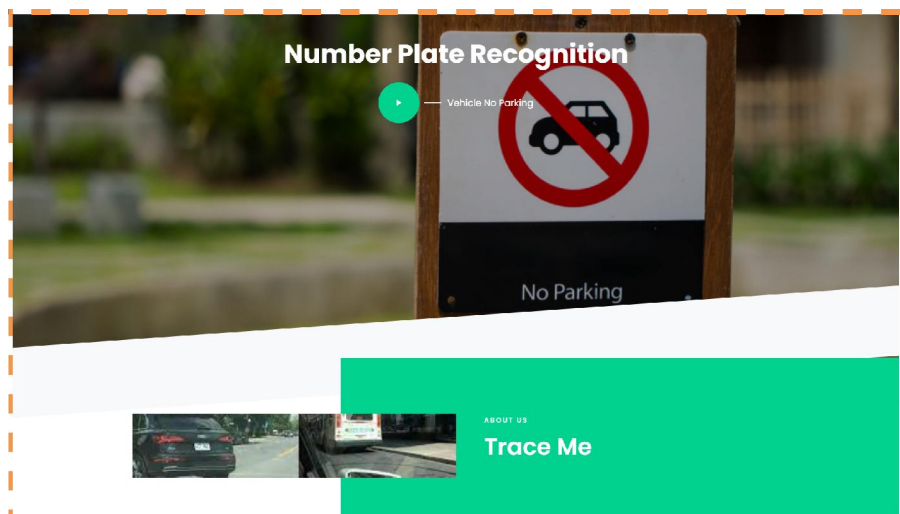 Number Plate Recognition
Vehicle No Parking
No Parking
ABOUT US
Trace Me